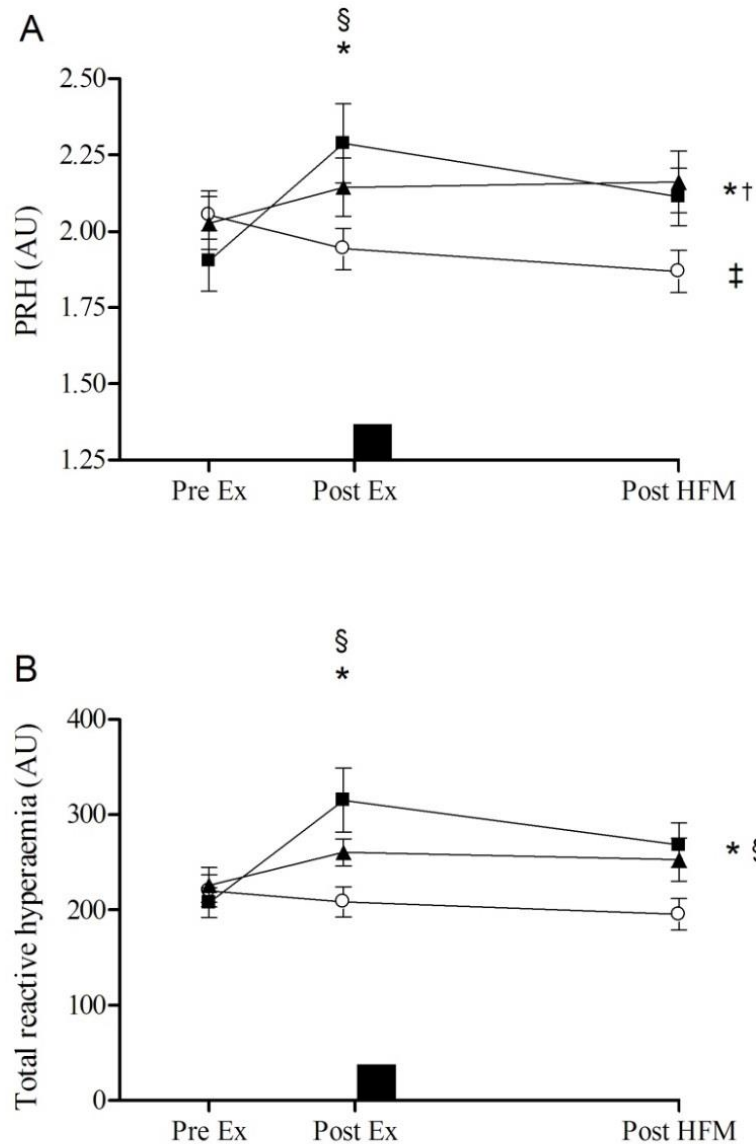 A
§
*
2.50
2.25
2.00
1.75
1.50
1.25
PRH (AU)
*†
‡
Pre Ex
Post Ex
Post HFM
B
§
*
400
300
200
100
0
Total reactive hyperaemia (AU)
* §
Pre Ex
Post Ex
Post HFM